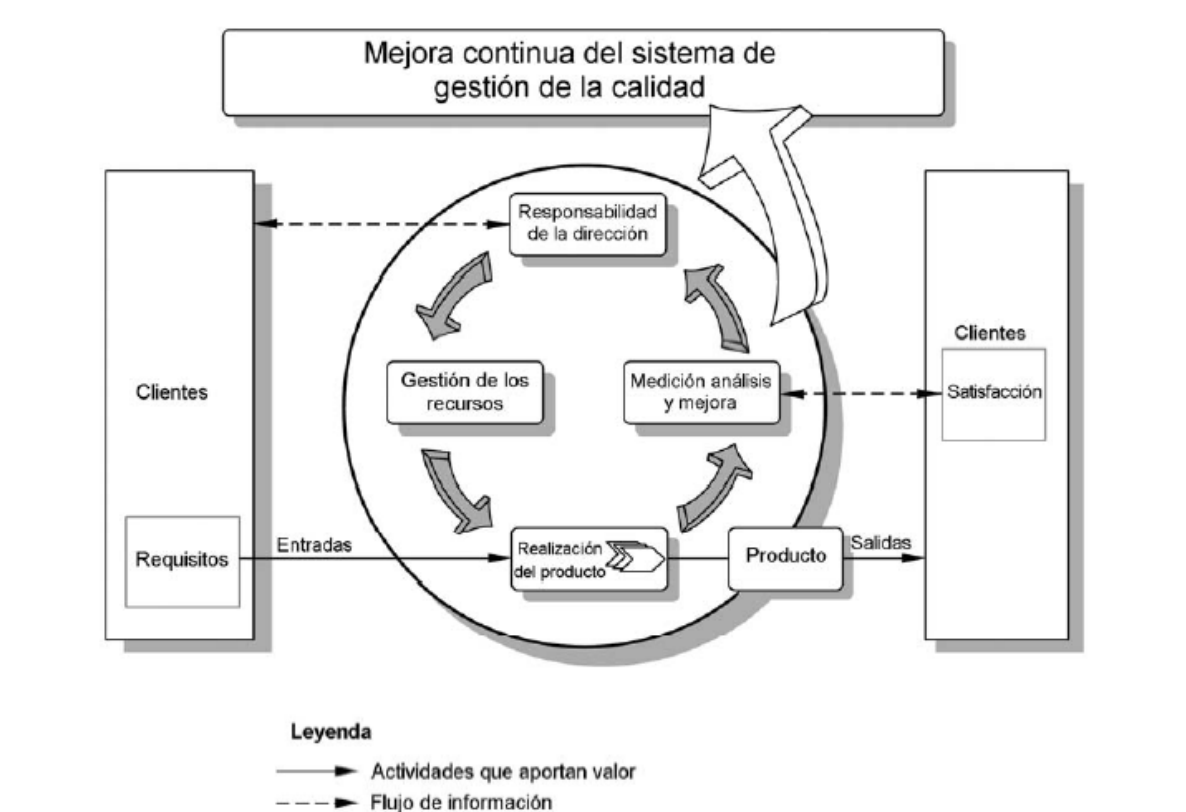 Mejora continua del sistema de
gestión de la calidad
Responsabilidad
de la dirección
Clientes
Gestión de los
recursos
Medición análisis
y mejora
Clientes
Satisfacción
Requisitos
Entradas
Realización
del producto
Producto
Salidas
Leyenda
Actividades que aportan valor
Flujo de información